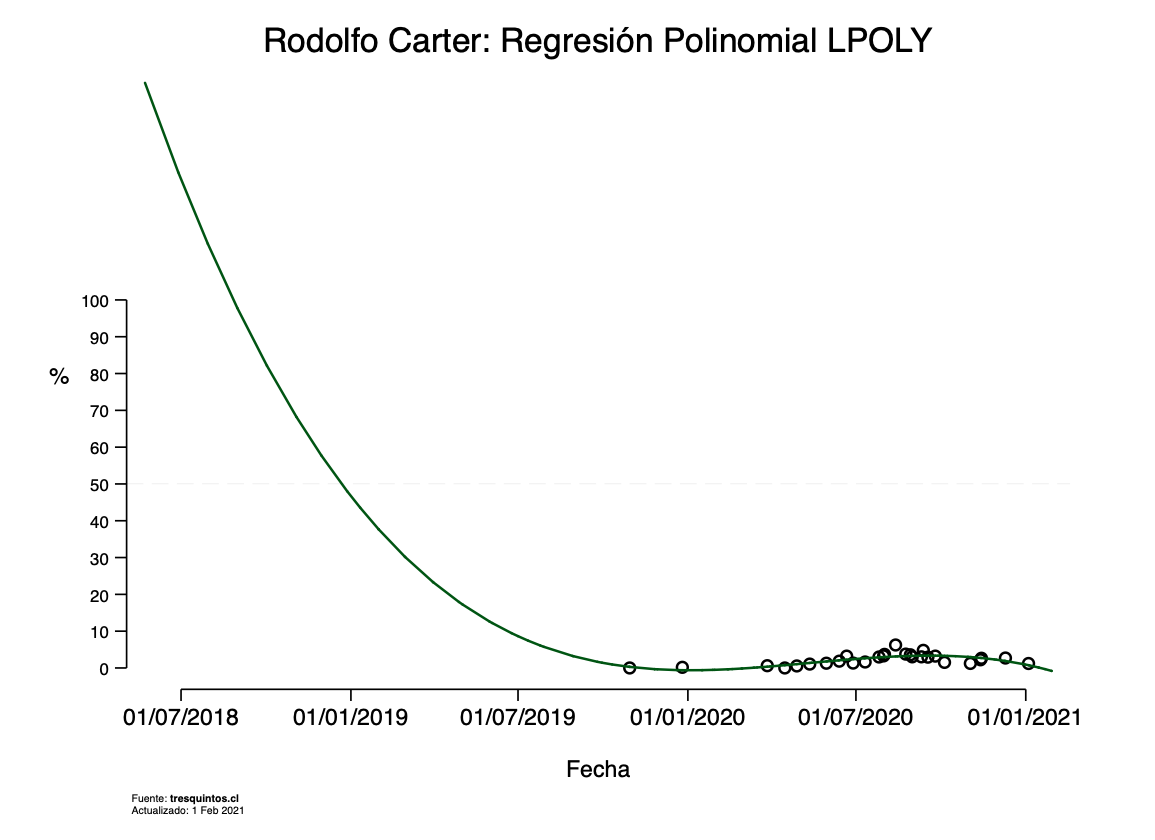 Rodolfo Carter: Regresión Polinomial LPOLY
100
90
%
80
70
60
50
40
30
20
10
0
01/07/2018 01/01/2019 01/07/2019 01/01/2020 01/07/2020 01/01/2021
Fecha
Fuente: tresquintos.cl
Actualizado: 1 Feb 2021